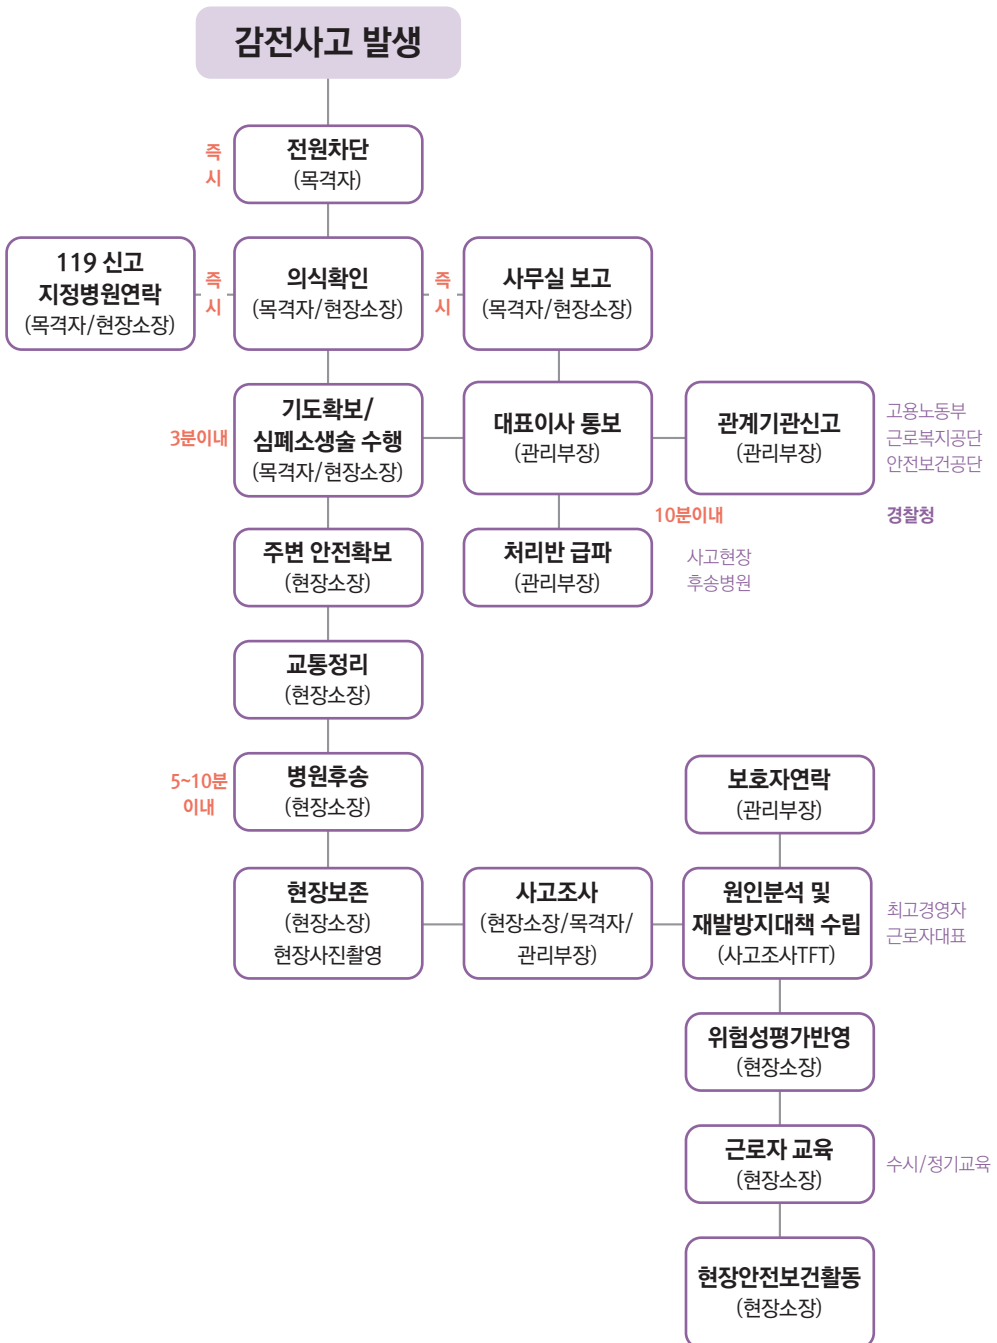 감전사고 발생
즉
시
전원차단
(목격자)
119 신고
지정병원연락
(목격자/현장소장)
즉
시
의식확인
(목격자/현장소장)
즉
시
사무실 보고
(목격자/현장소장)
3분이내
기도확보/
심폐소생술 수행
(목격자/현장소장)
대표이사 통보
(관리부장)
관계기관신고
(관리부장)
고용노동부
근로복지공단
안전보건공단
경찰청
10분이내
주변 안전확보
(현장소장)
처리반 급파
(관리부장)
사고현장
후송병원
교통정리
(현장소장)
5~10분
이내
병원후송
(현장소장)
보호자연락
(관리부장)
현장보존
(현장소장)
현장사진촬영
사고조사
(현장소장/목격자/
관리부장)
원인분석 및
재발방지대책 수립
(사고조사TFT)
최고경영자
근로자대표
위험성평가반영
(현장소장)
근로자 교육
(현장소장)
수시/정기교육
현장안전보건활동
(현장소장)